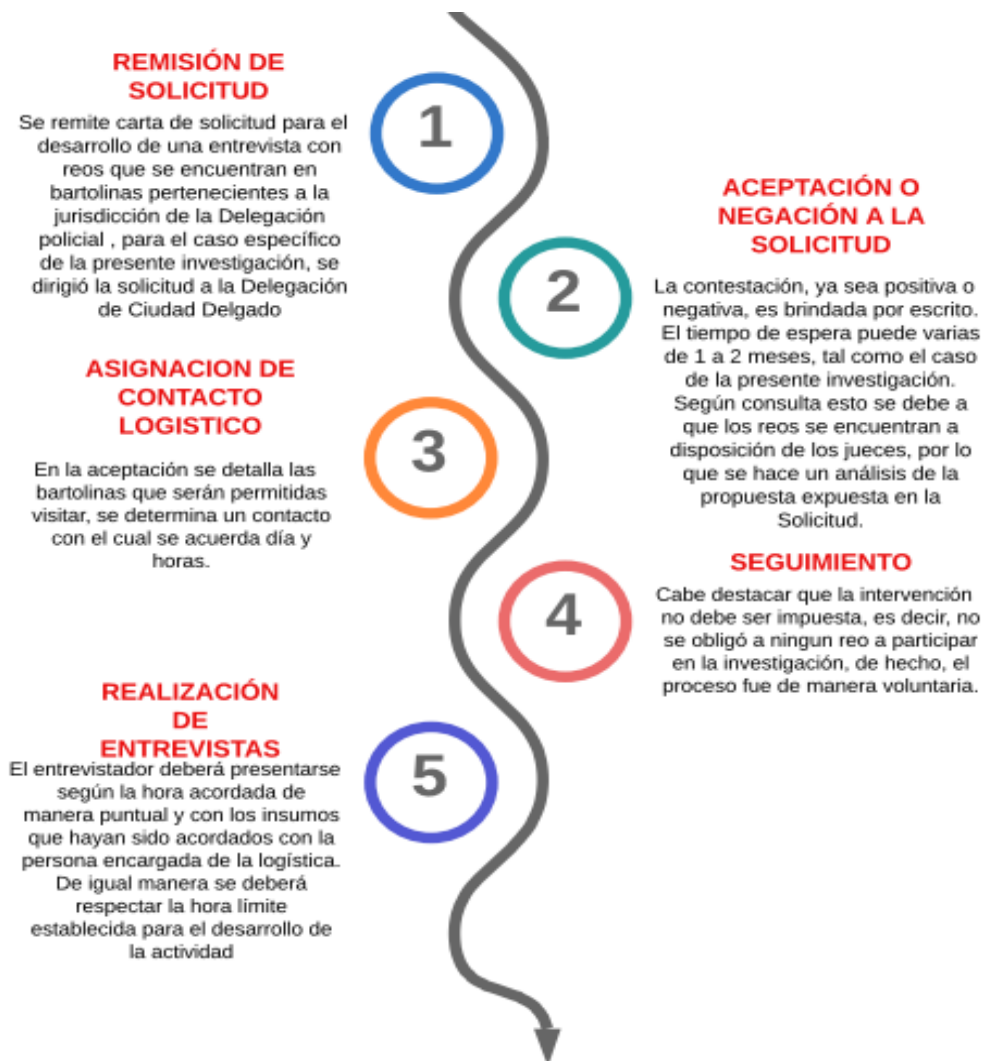 REMISIÓN DE
SOLICITUD
Se remite carta de solicitud para el
desarrollo de una entrevista con
reos que se encuentran en
bartolinas pertenecientes a la
jurisdicción de la Delegación
policial , para el caso específico
de la presente investigación, se
dirigió la solicitud a la Delegación
de Ciudad Delgado
1
ACEPTACIÓN O
NEGACIÓN A LA
SOLICITUD
La contestación, ya sea positiva o
negativa, es brindada por escrito.
El tiempo de espera puede varias
de 1 a 2 meses, tal como el caso
de la presente investigación.
Según consulta esto se debe a
que los reos se encuentran a
disposición de los jueces, por lo
que se hace un análisis de la
propuesta expuesta en la
Solicitud.
2
ASIGNACION DE
CONTACTO
LOGISTICO
En la aceptación se detalla las
bartolinas que serán permitidas
visitar, se determina un contacto
con el cual se acuerda día y
horas.
3
SEGUIMIENTO
Cabe destacar que la intervención
no debe ser impuesta, es decir, no
se obligó a ningun reo a participar
en la investigación, de hecho, el
proceso fue de manera voluntaria.
4
REALIZACIÓN
DE
ENTREVISTAS
El entrevistador deberá presentarse
según la hora acordada de
manera puntual y con los insumos
que hayan sido acordados con la
persona encargada de la logística.
De igual manera se deberá
respectar la hora límite
establecida para el desarrollo de
la actividad
5